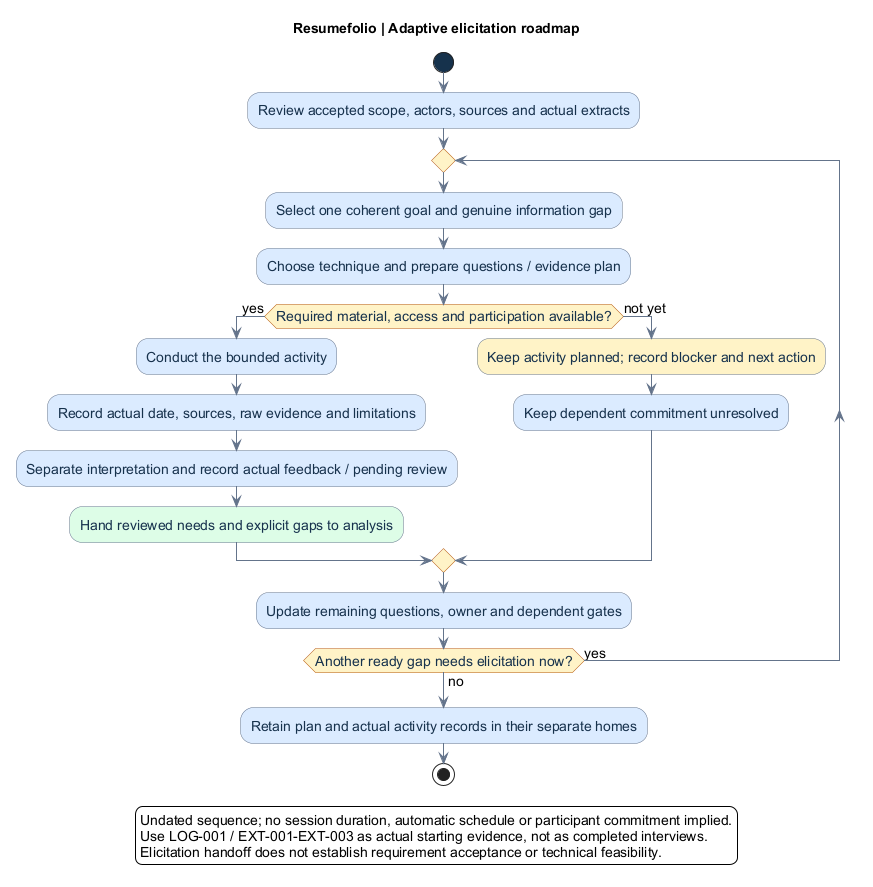 Resumefolio | Adaptive elicitation roadmap
Review accepted scope, actors, sources and actual extracts
Select one coherent goal and genuine information gap
Choose technique and prepare questions / evidence plan
Required material, access and participation available?
yes
not yet
Conduct the bounded activity
Record actual date, sources, raw evidence and limitations
Separate interpretation and record actual feedback / pending review
Hand reviewed needs and explicit gaps to analysis
Keep activity planned; record blocker and next action
Keep dependent commitment unresolved
Update remaining questions, owner and dependent gates
Another ready gap needs elicitation now?
yes
no
Retain plan and actual activity records in their separate homes
Undated sequence; no session duration, automatic schedule or participant commitment implied.
Use LOG-001 / EXT-001-EXT-003 as actual starting evidence, not as completed interviews.
Elicitation handoff does not establish requirement acceptance or technical feasibility.